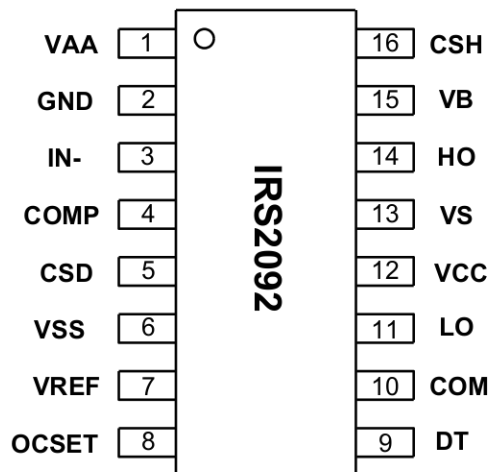 VAA 1 16 CSH
GND 2 15 VB
IN- 3 14 HO
COMP 4 13 VS
CSD 5 12 VCC
VSS 6 11 LO
VREF 7 10 COM
OCSET 8 9 DT
IRS2092